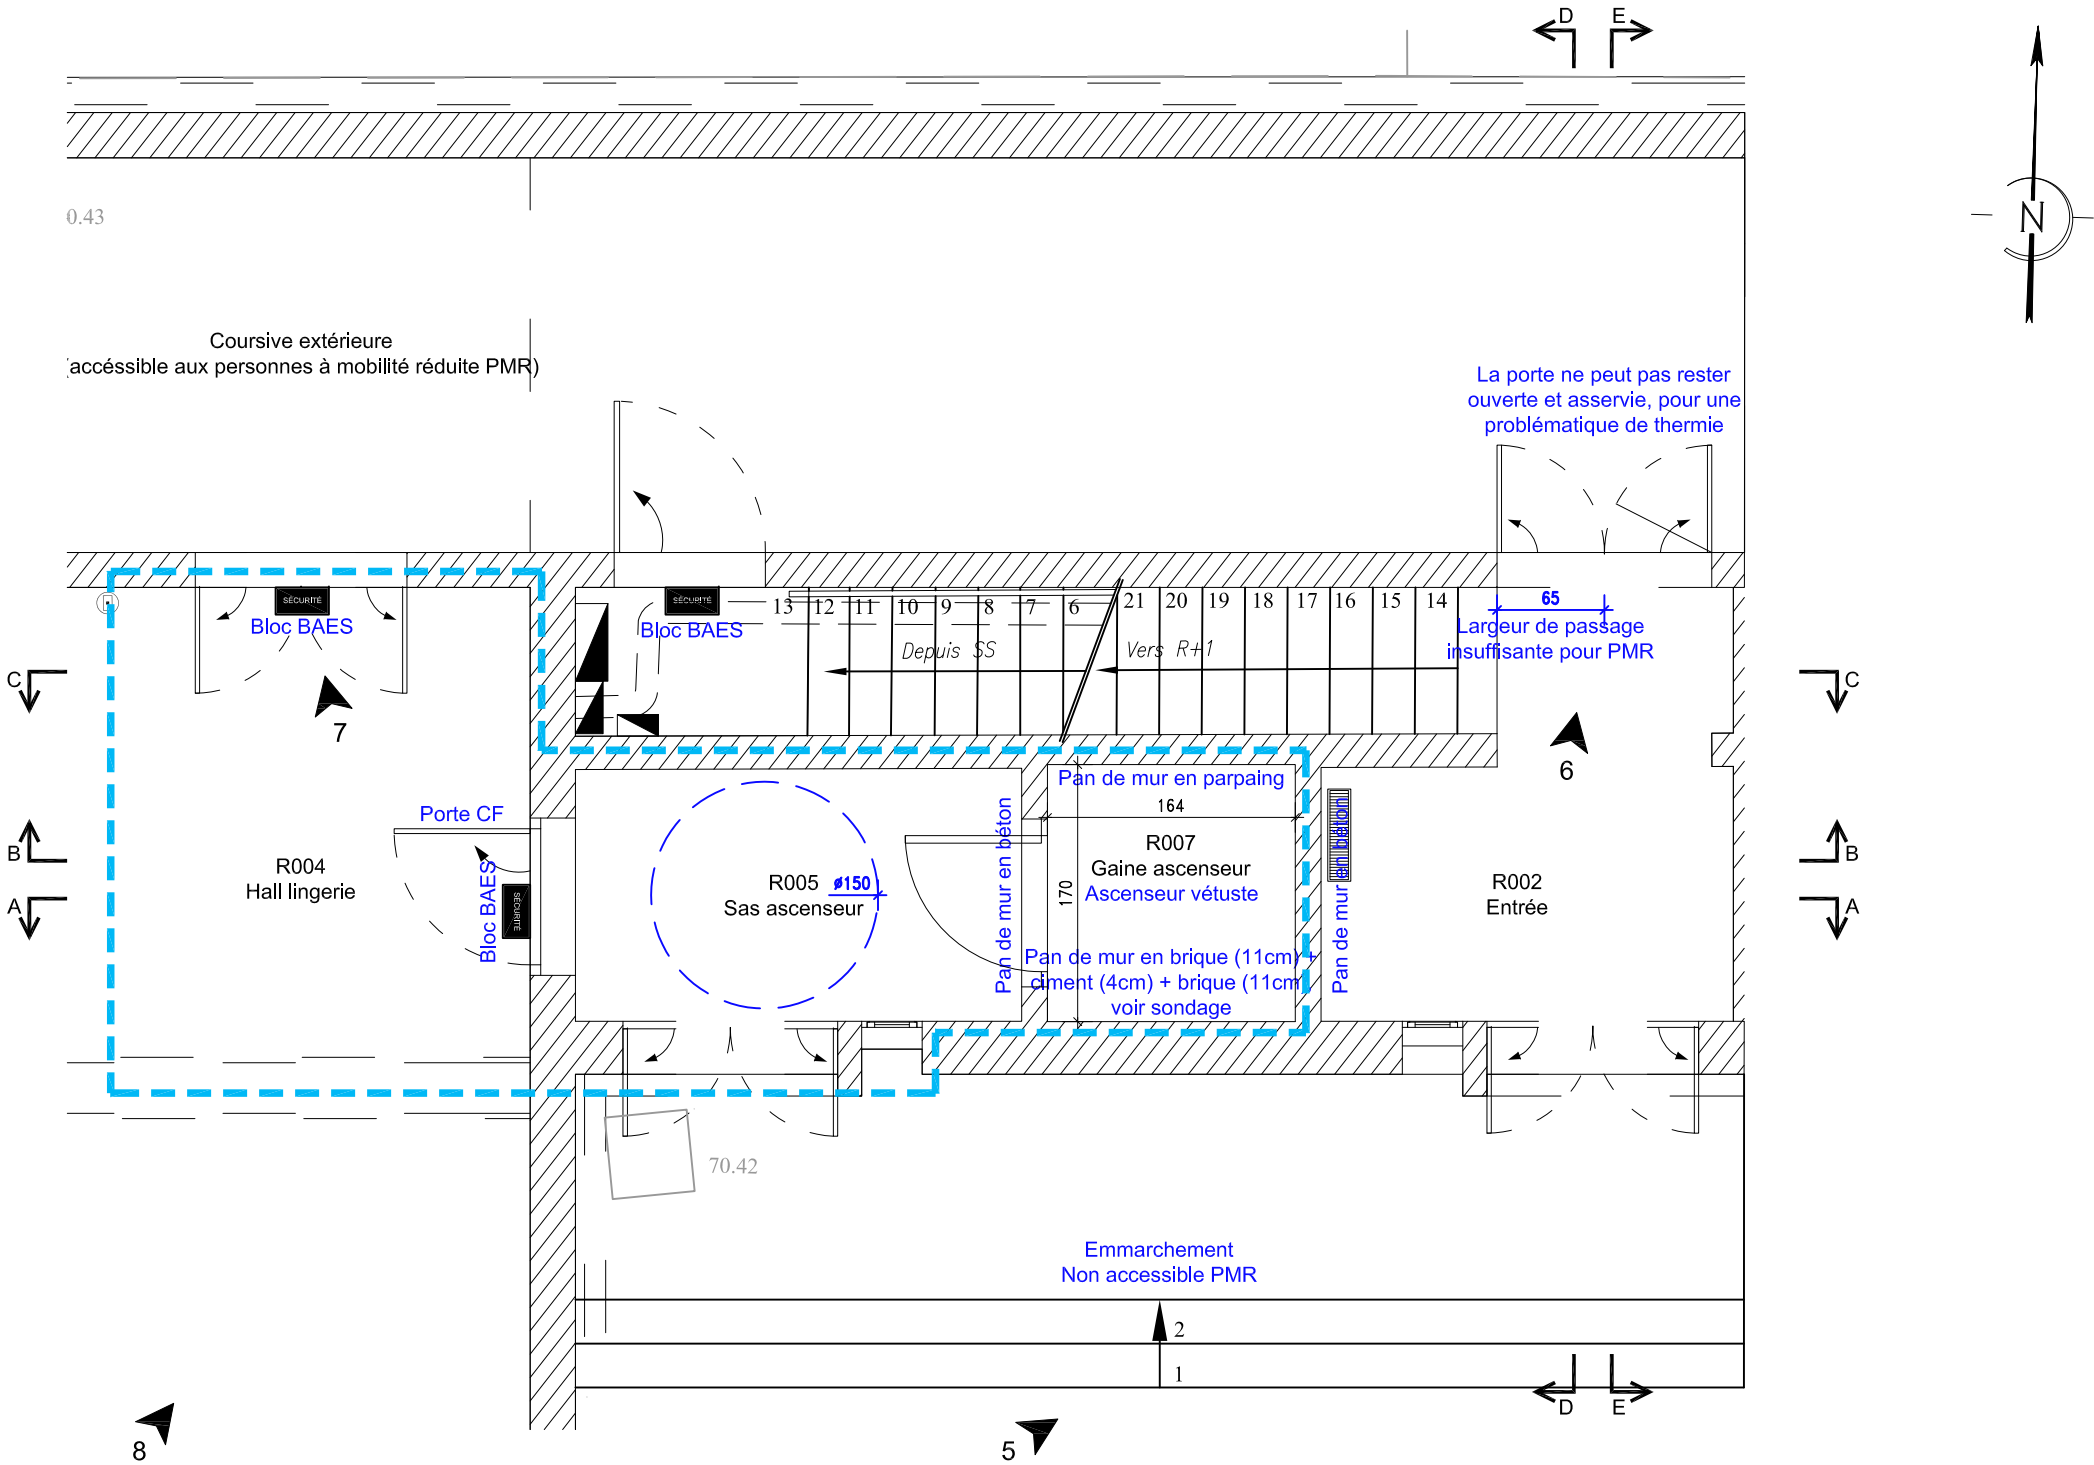 D E
N
0.43
Coursive extérieure
(accéssible aux personnes à mobilité réduite PMR)
La porte ne peut pas rester
ouverte et asservie, pour une
problématique de thermie
SÉCURITÉ
Bloc BAES
SÉCURITÉ
Bloc BAES
13 12 11 10 9 8 7 6 21 20 19 18 17 16 15 14
65
Largeur de passage
insuffisante pour PMR
Depuis SS
Vers R+1
C
C
7
6
Pan de mur en parpaing
164
170
Porte CF
B
B
R004
Hall lingerie
Bloc BAES
SÉCURITÉ
R005
Sas ascenseur
ø150
Pan de mur en béton
R007
Gaine ascenseur
Ascenseur vétuste
Pan de mur en béton
R002
Entrée
A
A
Pan de mur en brique (11cm) +
ciment (4cm) + brique (11cm)
voir sondage
70.42
Emmarchement
Non accessible PMR
2
1
D E
8
5